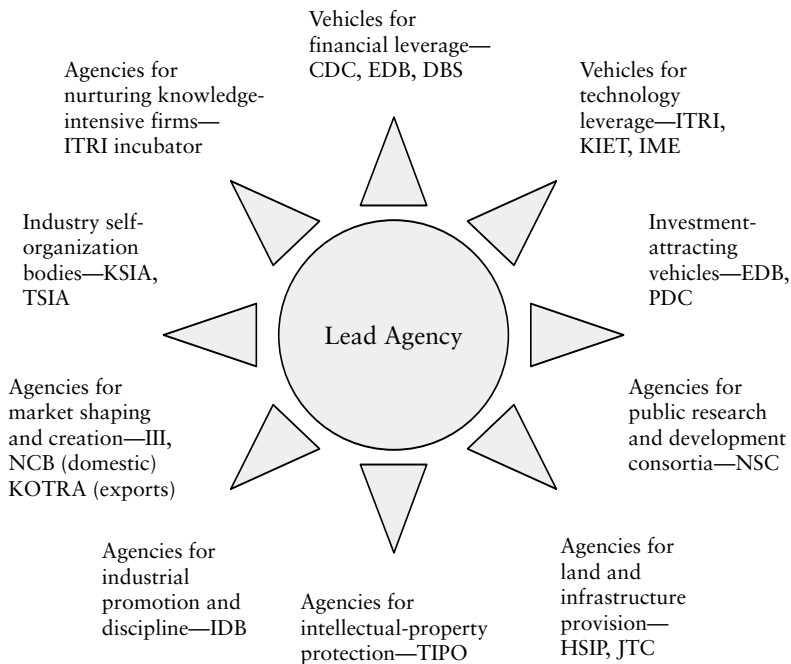 Vehicles for
financial leverage—
CDC, EDB, DBS
Agencies for
nurturing knowledge-
intensive firms—
ITRI incubator
Vehicles for
technology
leverage—ITRI,
KIET, IME
Industry self-
organization
bodies—KSIA,
TSIA
Investment-
attracting
vehicles—EDB,
PDC
Lead Agency
Agencies for
market shaping
and creation—III,
NCB (domestic)
KOTRA (exports)
Agencies for
public research
and development
consortia—NSC
Agencies for
industrial
promotion and
discipline—IDB
Agencies for
intellectual-property
protection—TIPO
Agencies for
land and
infrastructure
provision—
HSIP, JTC